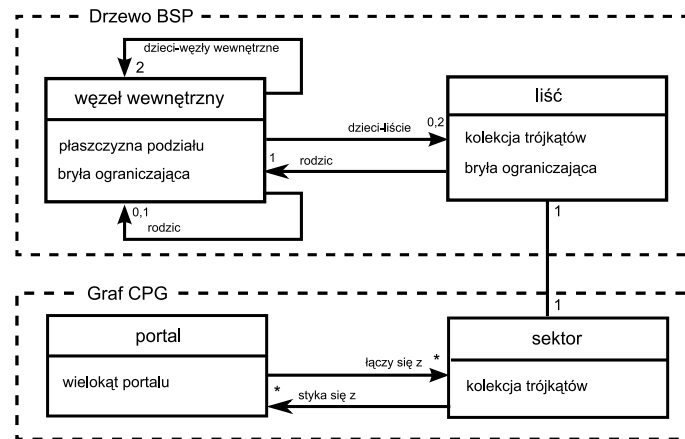 Drzewo BSP
dzieci-węzły wewnętrzne
2
węzeł wewnętrzny
płaszczyzna podziału
bryła ograniczająca
liść
kolekcja trójkątów
bryła ograniczająca
0,2
dzieci-liście
1
rodzic
0,1
rodzic
1
1
Graf CPG
portal
wielokąt portalu
sektor
kolekcja trójkątów
łączy się z
*
*
styka się z